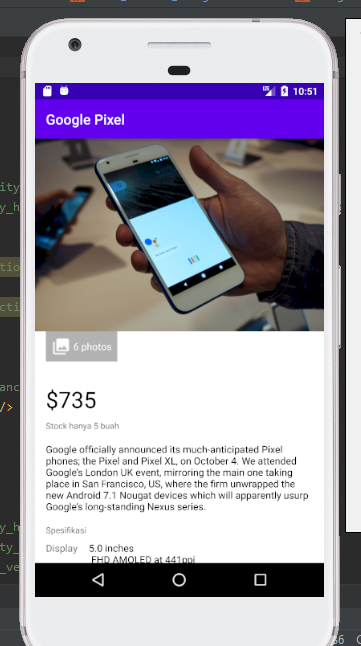 10:51
Google Pixel
6 photos
$735
Stock hanya 5 buah
Google officially announced its much-anticipated Pixel
phones; the Pixel and Pixel XL, on October 4. We attended
Google's London UK event, mirroring the main one taking
place in San Francisco, US, where the firm unwrapped the
new Android 7.1 Nougat devices which will apparently usurp
Google's long-standing Nexus series.
Spesifikasi
Display 5.0 inches
FHD AMOLED at 441ppi